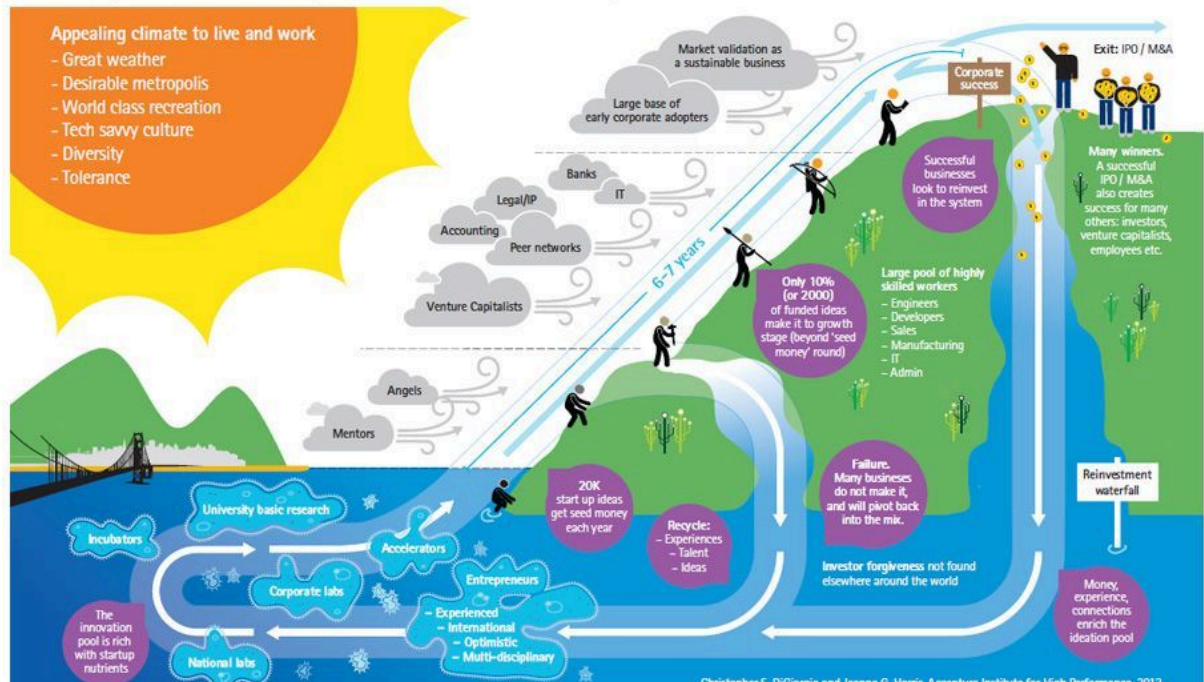 Appealing climate to live and work
- Great weather
- Desirable metropolis
- World class recreation
- Tech savvy culture
- Diversity
- Tolerance
Market validation as
a sustainable business
Large base of
early corporate adopters
Banks
IT
Legal/IP
Accounting
Peer networks
Venture Capitalists
Angels
Mentors
6–7 years
Corporate
success
Exit: IPO / M&A
Many winners.
A successful
IPO / M&A
also creates
success for many
others: investors,
venture capitalists,
employees etc.
Successful
businesses
look to reinvest
in the system
Only 10%
(or 2000)
of funded ideas
make it to growth
stage (beyond 'seed
money' round)
Large pool of highly
skilled workers
– Engineers
– Developers
– Sales
– Manufacturing
– IT
– Admin
20K
start up ideas
get seed money
each year
Recycle:
– Experiences
– Talent
– Ideas
Failure.
Many busineses
do not make it,
and will pivot back
into the mix.
Investor forgiveness not found
elsewhere around the world
Reinvestment
waterfall
Money,
experience,
connections
enrich the
ideation pool
University basic research
Incubators
Accelerators
Corporate labs
Entrepreneurs
– Experienced
– International
– Optimistic
– Multi-disciplinary
National labs
The
innovation
pool is rich
with startup
nutrients
Accenture Institute for High Performance, 2013